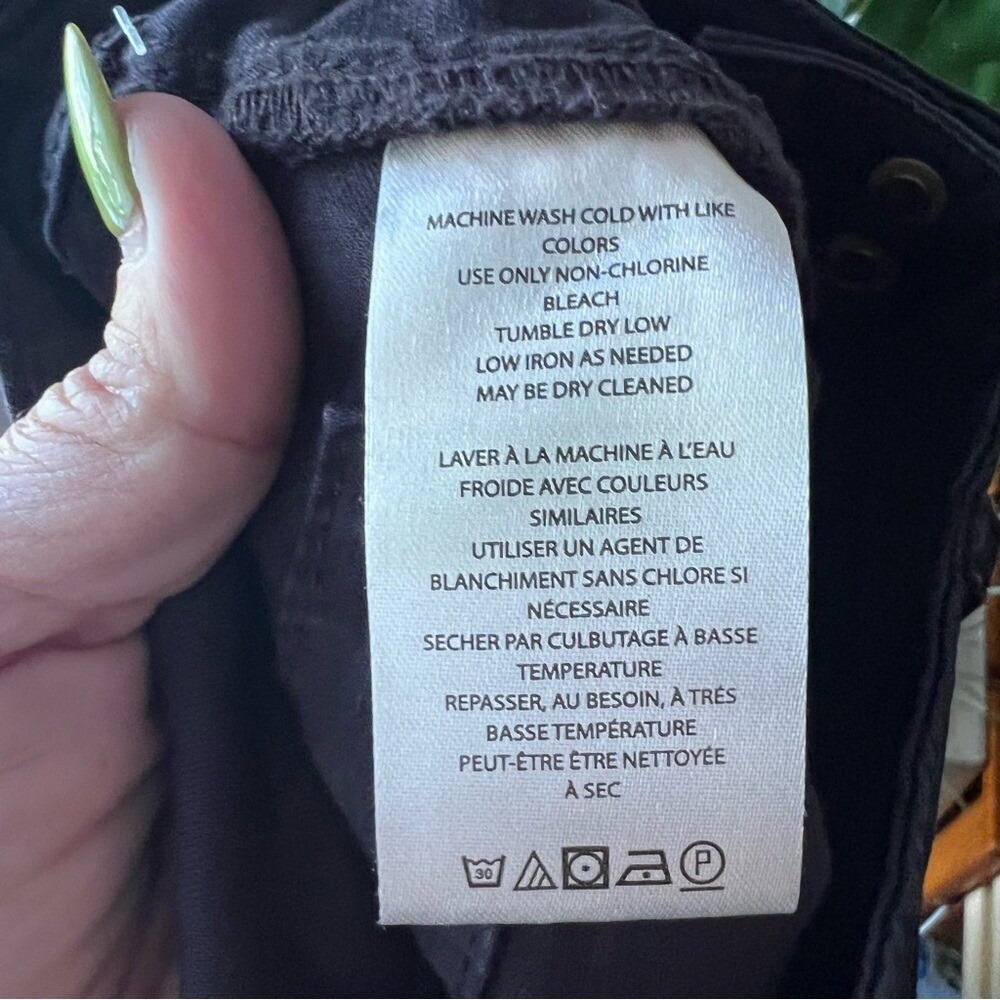 MACHINE WASH COLD WITH LIKE
COLORS
USE ONLY NON-CHLORINE
BLEACH
TUMBLE DRY LOW
LOW IRON AS NEEDED
MAY BE DRY CLEANED
LAVER À LA MACHINE À L'EAU
FROIDE AVEC COULEURS
SIMILAIRES
UTILISER UN AGENT DE
BLANCHIMENT SANS CHLORE SI
NÉCESSAIRE
SECHER PAR CULBUTAGE À BASSE
TEMPERATURE
REPASSER, AU BESOIN, À TRÉS
BASSE TEMPÉRATURE
PEUT-ÊTRE ÊTRE NETTOYÉE
À SEC
30 P